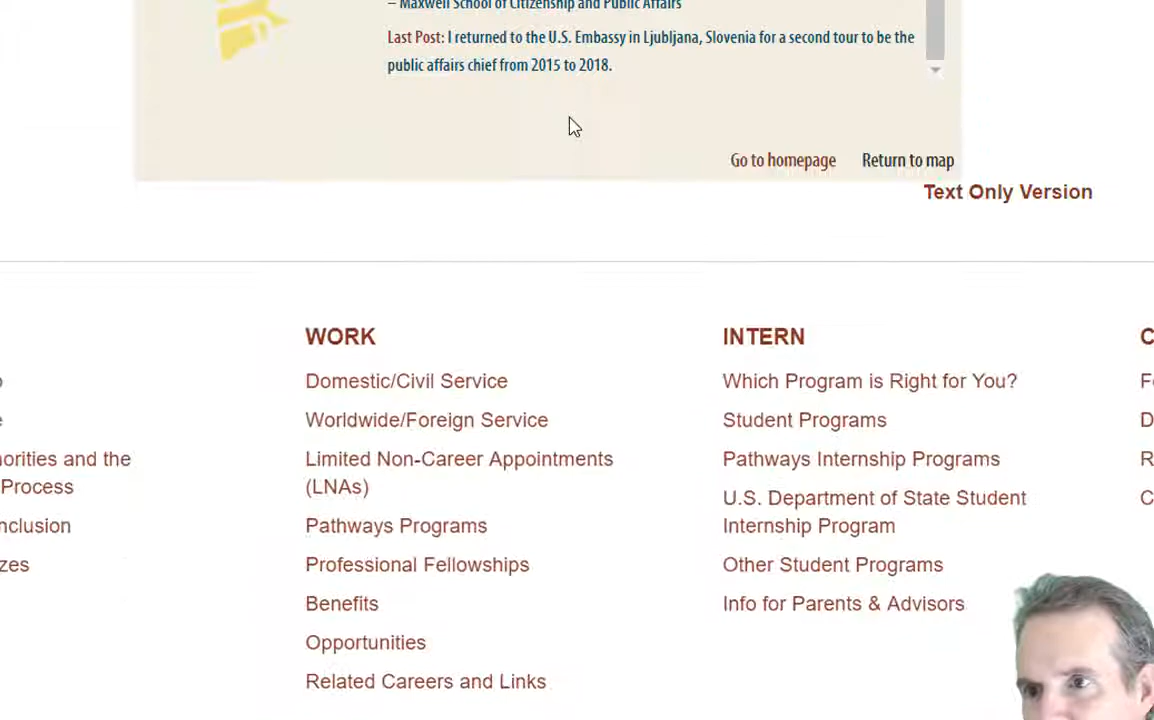 – Maxwell School of Citizenship and Public Affairs
Last Post: I returned to the U.S. Embassy in Ljubljana, Slovenia for a second tour to be the
public affairs chief from 2015 to 2018.
Go to homepage Return to map
Text Only Version
WORK
Domestic/Civil Service
Worldwide/Foreign Service
Limited Non-Career Appointments
(LNAs)
Pathways Programs
Professional Fellowships
Benefits
Opportunities
Related Careers and Links
INTERN
Which Program is Right for You?
Student Programs
Pathways Internship Programs
U.S. Department of State Student
Internship Program
Other Student Programs
Info for Parents & Advisors
and the
Process